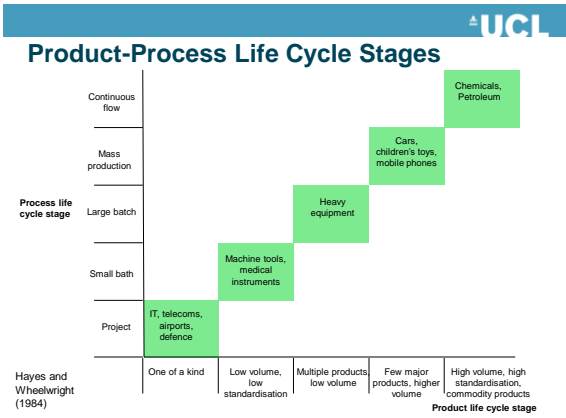 UCL
Product-Process Life Cycle Stages
Continuous
flow
Chemicals,
Petroleum
Mass
production
Cars,
children's toys,
mobile phones
Process life
cycle stage
Large batch
Heavy
equipment
Small bath
Machine tools,
medical
instruments
Project
IT, telecoms,
airports,
defence
One of a kind
Low volume,
low
standardisation
Multiple products,
low volume
Few major
products, higher
volume
High volume, high
standardisation,
commodity products
Hayes and
Wheelwright
(1984)
Product life cycle stage